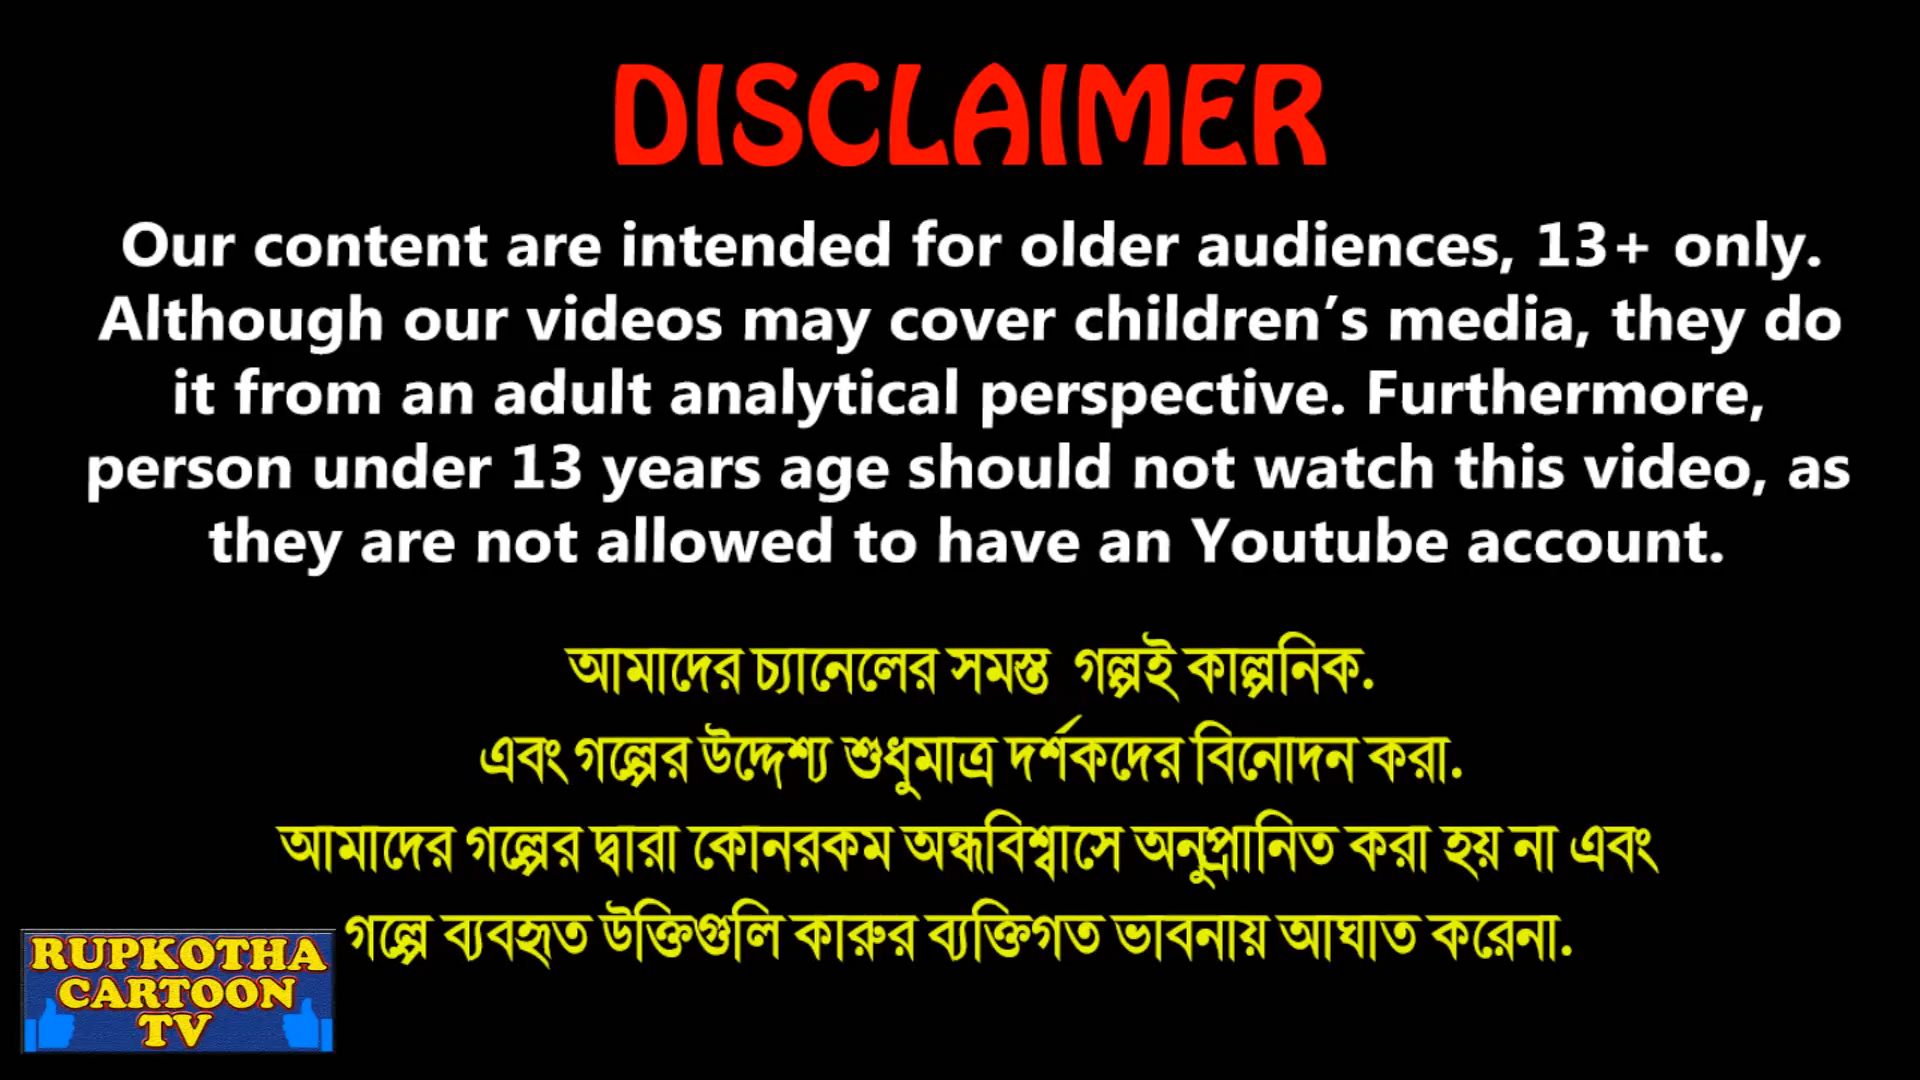 DISCLAIMER
Our content are intended for older audiences, 13+ only.
Although our videos may cover children’s media, they do
it from an adult analytical perspective. Furthermore,
person under 13 years age should not watch this video, as
they are not allowed to have an Youtube account.
আমাদের চ্যানেলের সমস্ত গল্পই কাল্পনিক.
এবং গল্পের উদ্দেশ্য শুধুমাত্র দর্শকদের বিনোদন করা.
আমাদের গল্পের দ্বারা কোনরকম অন্ধবিশ্বাসে অনুপ্রানিত করা হয় না এবং
গল্পে ব্যবহৃত উক্তিগুলি কারুর ব্যক্তিগত ভাবনায় আঘাত করেনা.
RUPKOTHA
CARTOON
TV